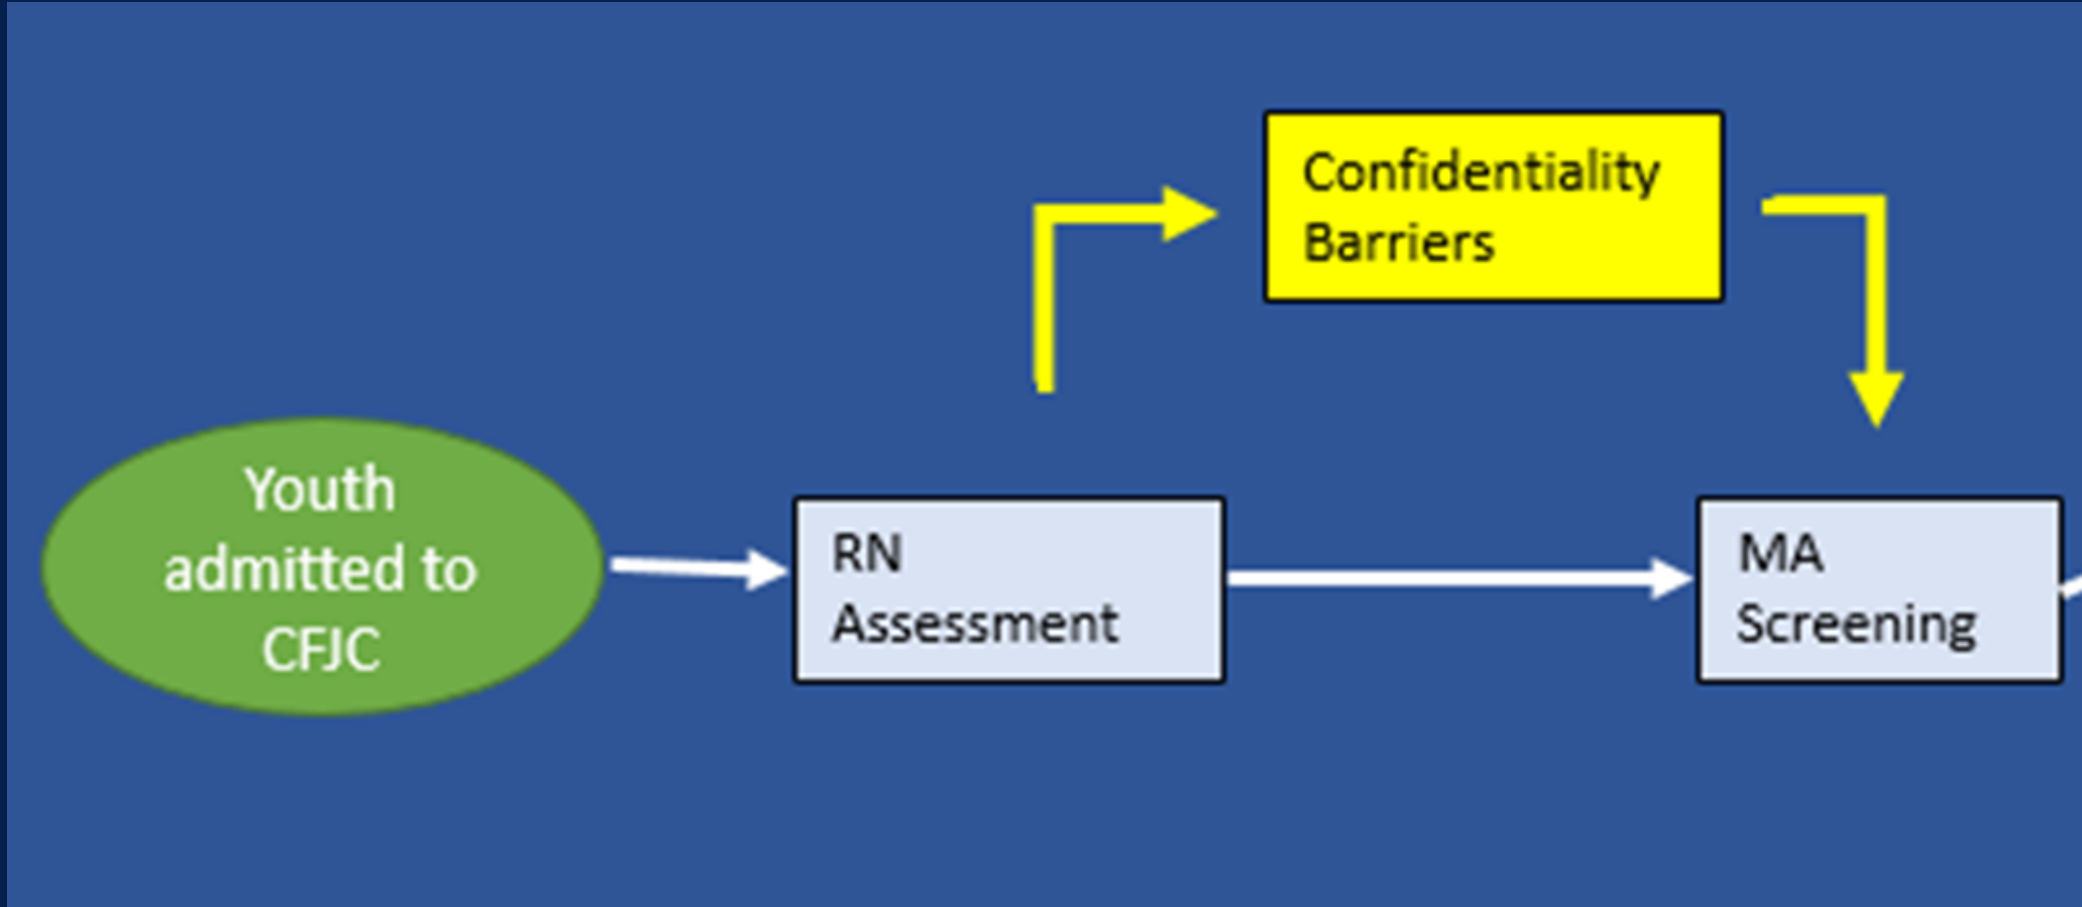 Confidentiality
Barriers
Youth
admitted to
CFJC
RN
Assessment
MA
Screening